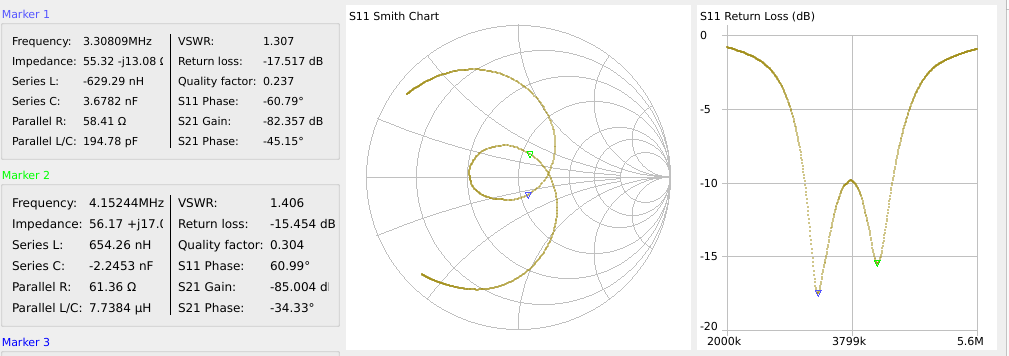 Marker 1
Frequency: 3.30809MHz VSWR: 1.307
Impedance: 55.32 -j13.08 Return loss: -17.517 dB
Series L: -629.29 nH Quality factor: 0.237
Series C: 3.6782 nF S11 Phase: -60.79°
Parallel R: 58.41 Ω S21 Gain: -82.357 dB
Parallel L/C: 194.78 pF S21 Phase: -45.15°
Marker 2
Frequency: 4.15244MHz VSWR: 1.406
Impedance: 56.17 +j17.0 Return loss: -15.454 dB
Series L: 654.26 nH Quality factor: 0.304
Series C: -2.2453 nF S11 Phase: 60.99°
Parallel R: 61.36 Ω S21 Gain: -85.004 d
Parallel L/C: 7.7384 µH S21 Phase: -34.33°
Marker 3
S11 Smith Chart
S11 Return Loss (dB)
0
-5
-10
-15
-20
2000k 3799k 5.6M